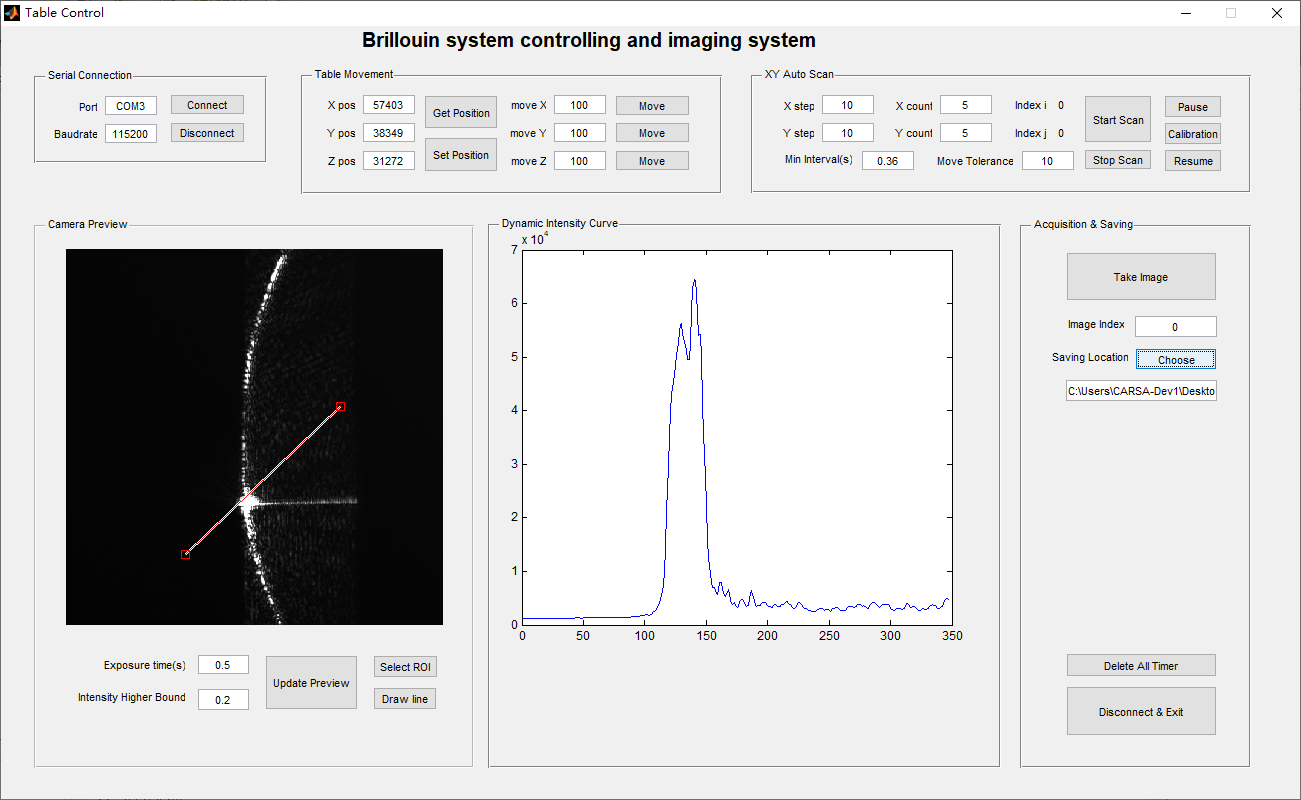 Table Control
Brillouin system controlling and imaging system
Serial Connection
Port COM3 Connect
Baudrate 115200 Disconnect
Table Movement
X pos 57403 Get Position move X 100 Move
Y pos 38349 move Y 100 Move
Z pos 31272 Set Position move Z 100 Move
XY Auto Scan
X step 10 X count 5 Index i 0 Start Scan Pause
Y step 10 Y count 5 Index j 0 Calibration
Min Interval(s) 0.36 Move Tolerance 10 Stop Scan Resume
Camera Preview
Exposure time(s) 0.5 Update Preview Select ROI
Intensity Higher Bound 0.2 Draw line
Dynamic Intensity Curve
x 10^4
7
6
5
4
3
2
1
0
0 50 100 150 200 250 300 350
Acquisition & Saving
Take Image
Image Index 0
Saving Location Choose
C:\Users\CARSA-Dev1\Deskto
Delete All Timer
Disconnect & Exit